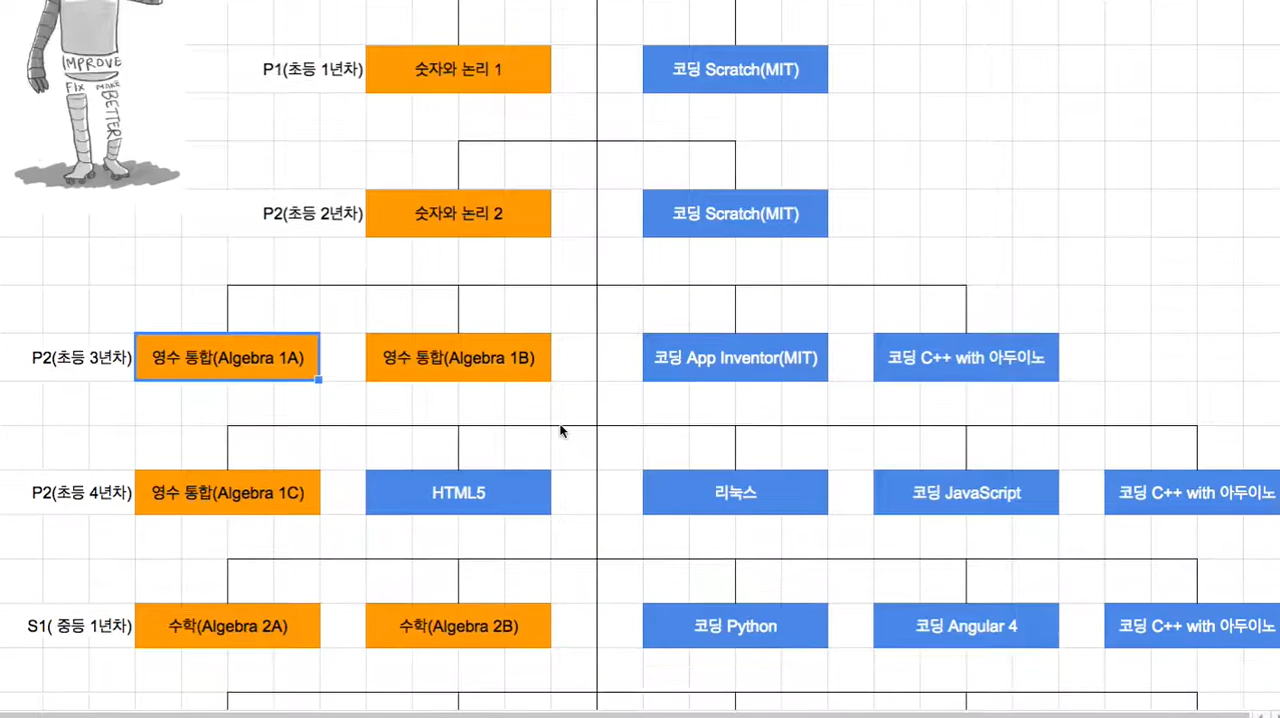 IMPROVE
FIX MAKE
BETTER
P1(초등 1년차) 숫자와 논리 1 코딩 Scratch(MIT)
P2(초등 2년차) 숫자와 논리 2 코딩 Scratch(MIT)
P2(초등 3년차) 영수 통합(Algebra 1A) 영수 통합(Algebra 1B) 코딩 App Inventor(MIT) 코딩 C++ with 아두이노
P2(초등 4년차) 영수 통합(Algebra 1C) HTML5 리눅스 코딩 JavaScript 코딩 C++ with 아두이노
S1( 중등 1년차) 수학(Algebra 2A) 수학(Algebra 2B) 코딩 Python 코딩 Angular 4 코딩 C++ with 아두이노